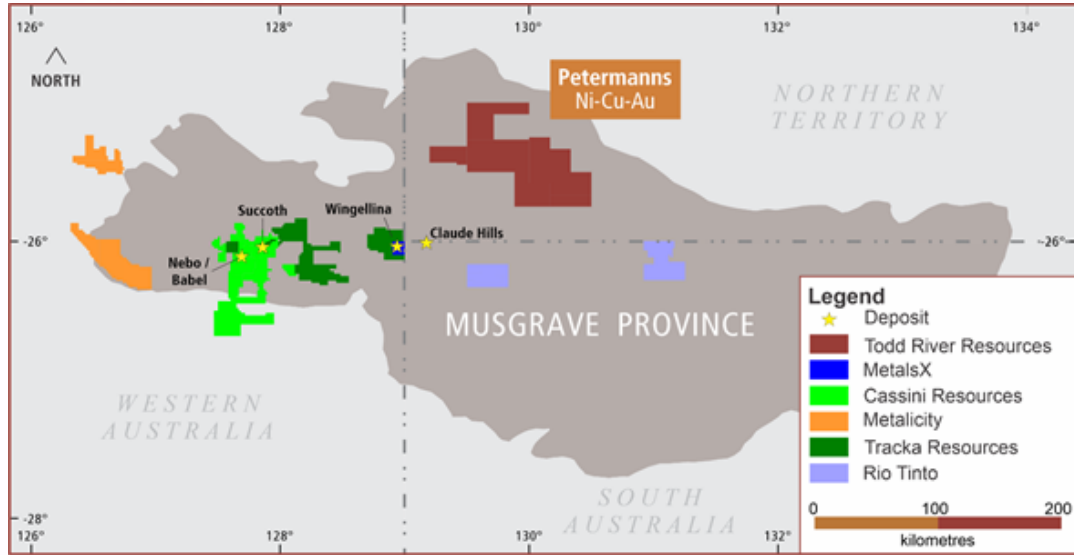 126°
128°
130°
132°
134°
-26°
NORTH
Petermanns
Ni-Cu-Au
NORTHERN
TERRITORY
Succoth
Wingellina
Claude Hills
-26°
-26°
Nebo /
Babel
MUSGRAVE PROVINCE
WESTERN
AUSTRALIA
SOUTH
AUSTRALIA
-28°
126°
128°
130°
132°
Legend
Deposit
Todd River Resources
MetalsX
Cassini Resources
Metalicity
Tracka Resources
Rio Tinto
0
100
200
kilometres